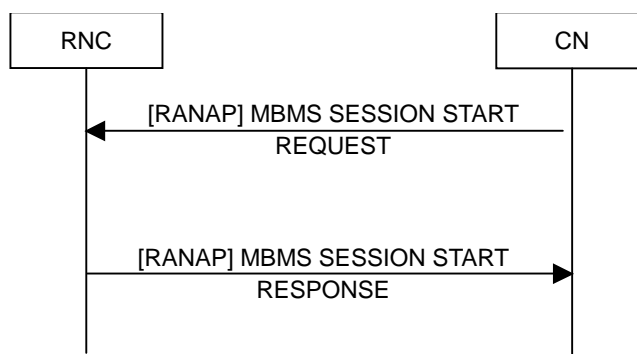 RNC
CN
[RANAP] MBMS SESSION START
REQUEST
[RANAP] MBMS SESSION START
RESPONSE